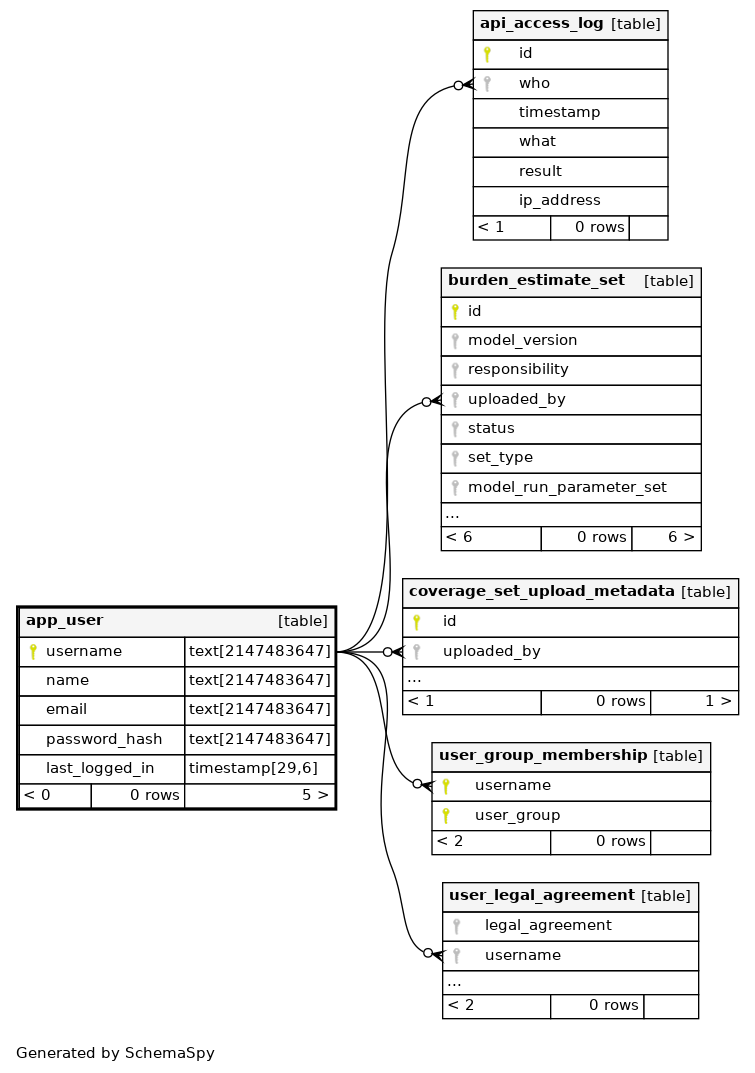 api_access_log [table]
id
who
timestamp
what
result
ip_address
< 1 0 rows
burden_estimate_set [table]
id
model_version
responsibility
uploaded_by
status
set_type
model_run_parameter_set
...
< 6 0 rows 6 >
coverage_set_upload_metadata [table]
id
uploaded_by
...
< 1 0 rows 1 >
app_user [table]
username text[2147483647]
name text[2147483647]
email text[2147483647]
password_hash text[2147483647]
last_logged_in timestamp[29,6]
< 0 0 rows 5 >
user_group_membership [table]
username
user_group
< 2 0 rows
user_legal_agreement [table]
legal_agreement
username
...
< 2 0 rows
Generated by SchemaSpy